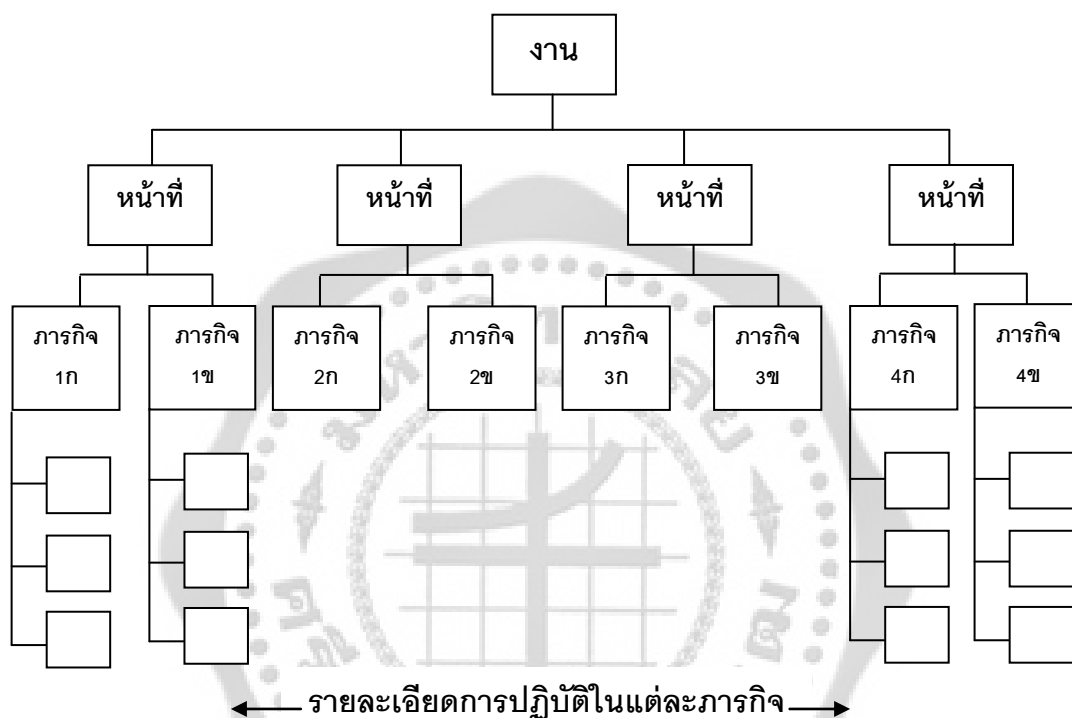 งาน
หน้าที่ หน้าที่ หน้าที่ หน้าที่
ภารกิจ ภารกิจ ภารกิจ ภารกิจ ภารกิจ ภารกิจ ภารกิจ ภารกิจ
1ก 1ข 2ก 2ข 3ก 3ข 4ก 4ข
รายละเอียดการปฏิบัติในแต่ละภารกิจ